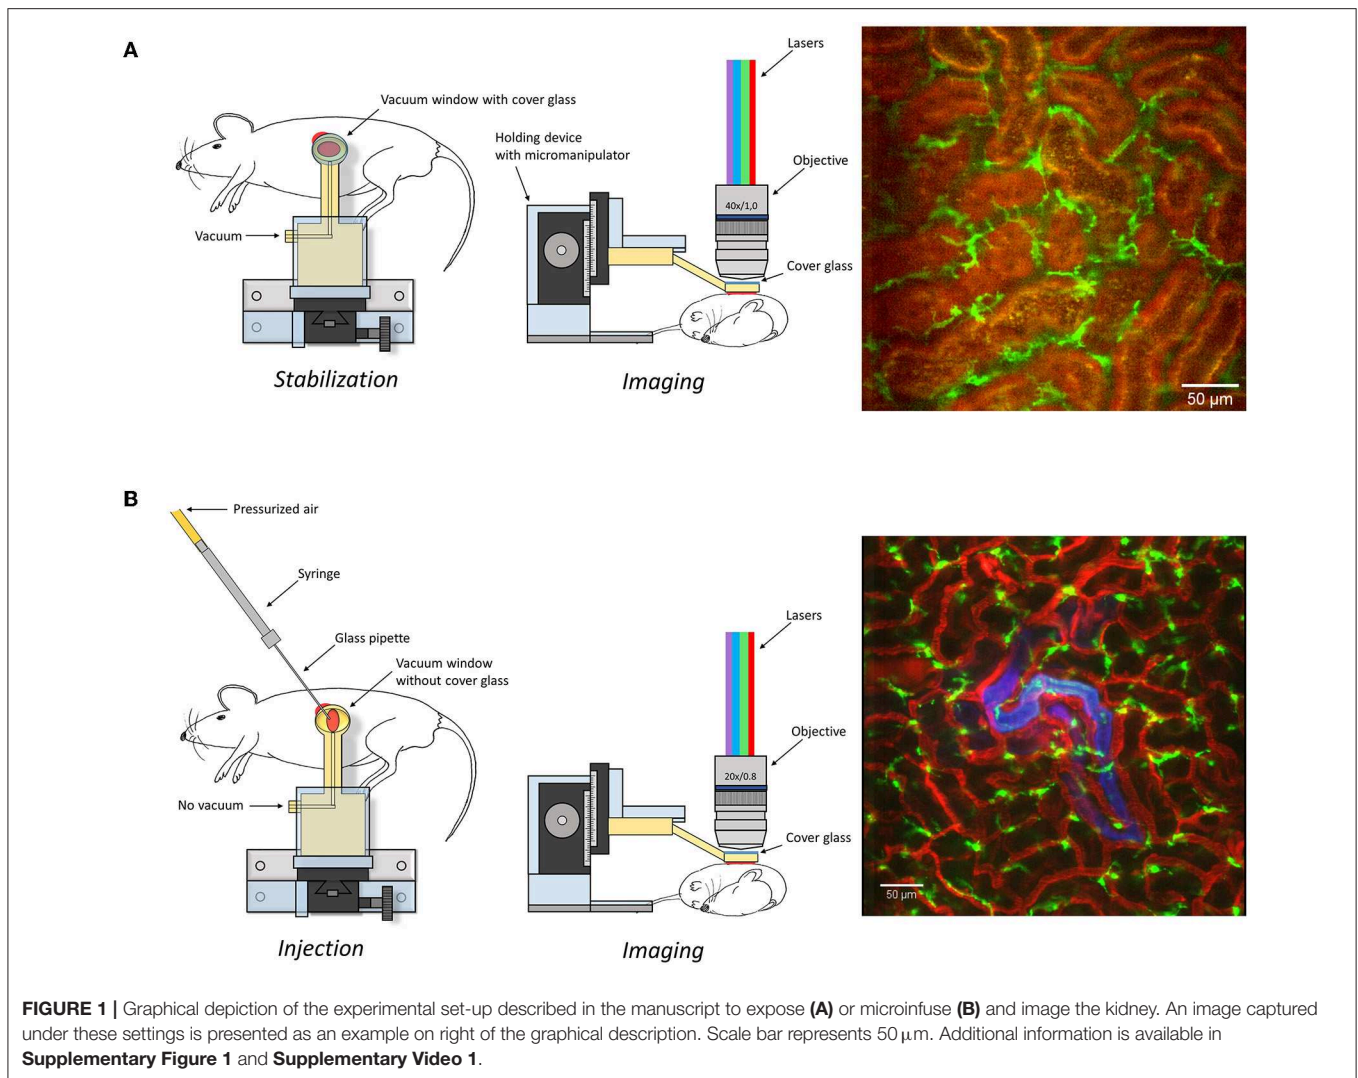 A
Lasers
Vacuum window with cover glass
Holding device
with micromanipulator
Objective
40x/1,0
Vacuum
Cover glass
Stabilization
Imaging
50 µm
B
Pressurized air
Syringe
Lasers
Glass pipette
Vacuum window
without cover glass
Objective
20x/0.8
No vacuum
Cover glass
50 µm
Injection
Imaging
FIGURE 1 | Graphical depiction of the experimental set-up described in the manuscript to expose (A) or microinfuse (B) and image the kidney. An image captured
under these settings is presented as an example on right of the graphical description. Scale bar represents 50 µm. Additional information is available in
Supplementary Figure 1 and Supplementary Video 1.